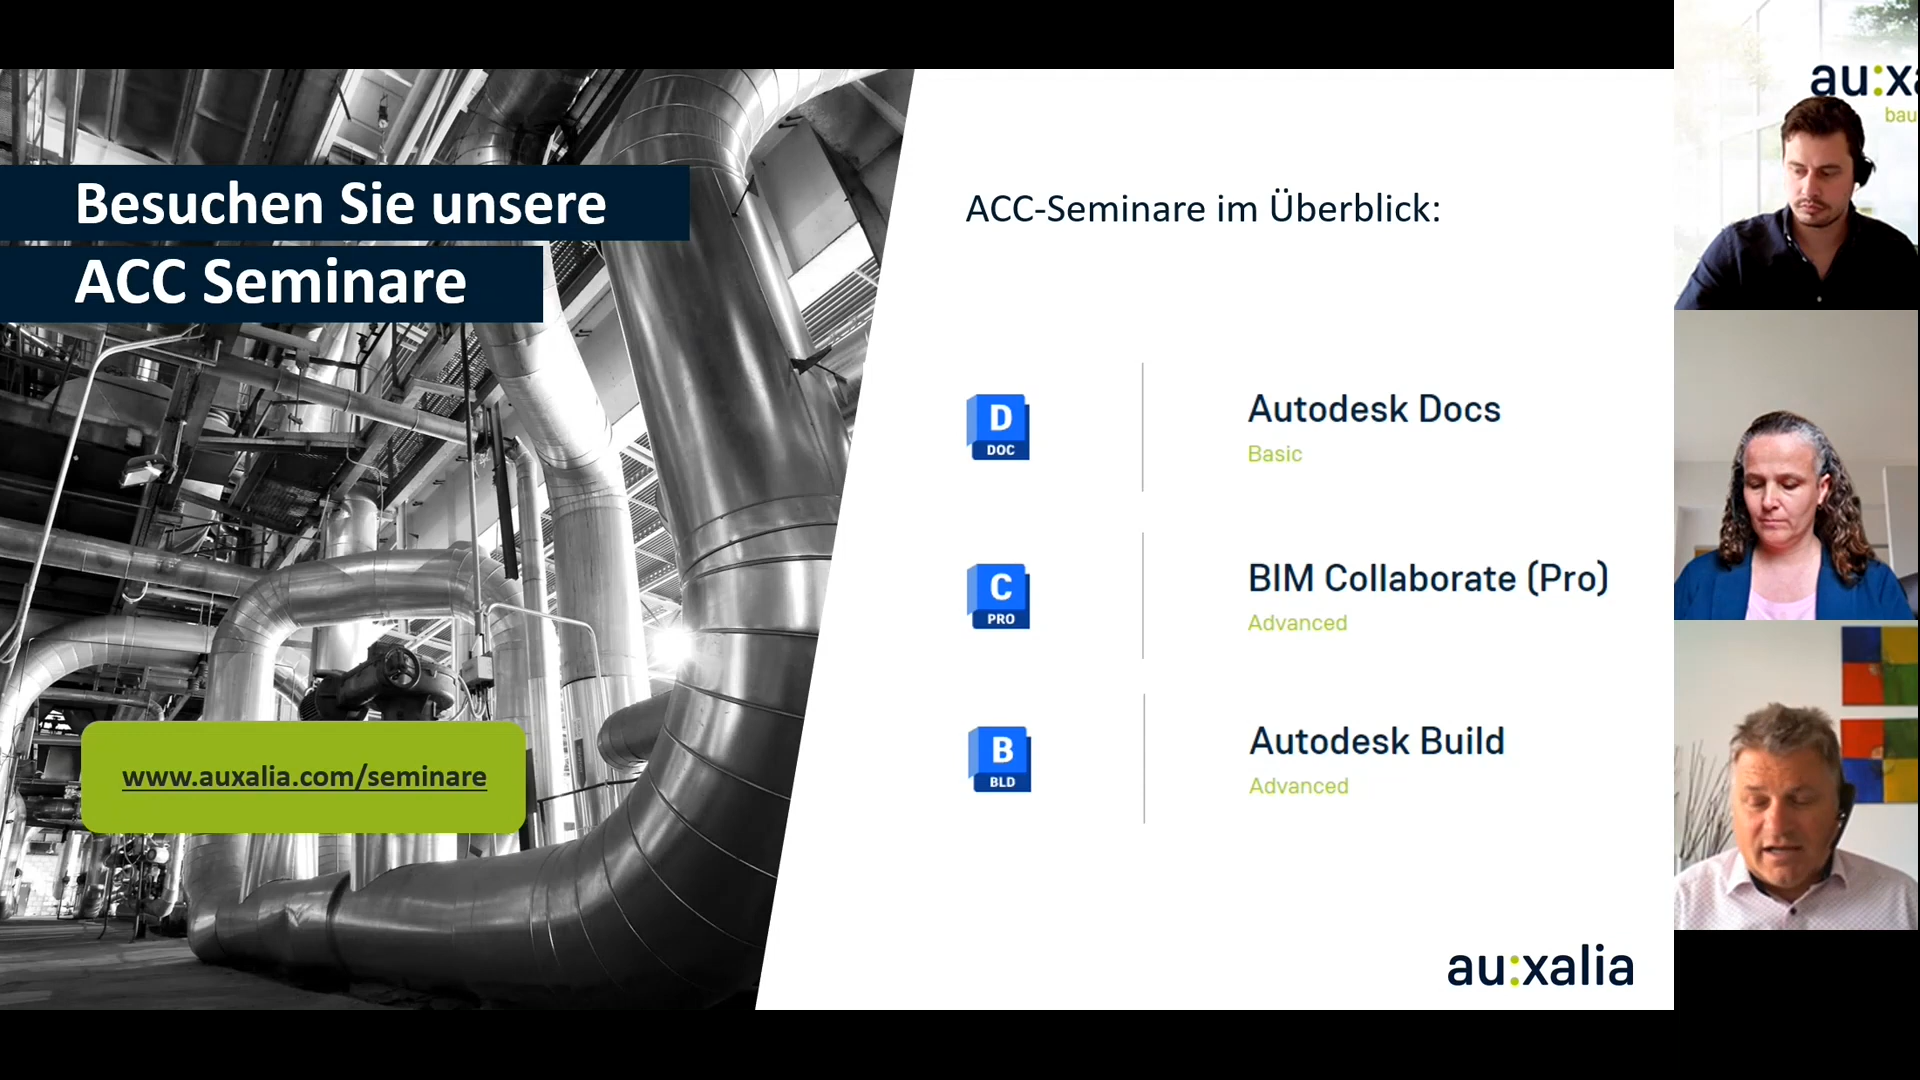 Besuchen Sie unsere
ACC Seminare
www.auxalia.com/seminare
ACC-Seminare im Überblick:
D
DOC
Autodesk Docs
Basic
C
PRO
BIM Collaborate (Pro)
Advanced
B
BLD
Autodesk Build
Advanced
au:xalia
au:xa
bau